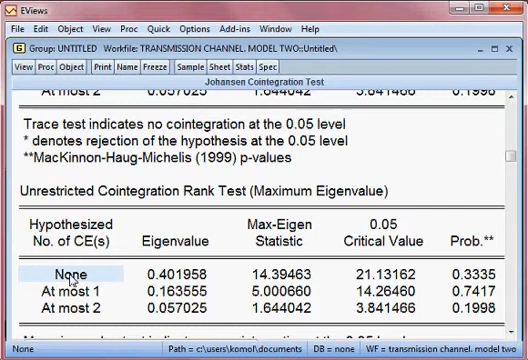 EViews
File Edit Object View Proc Quick Options Add-ins Window Help
G Group: UNTITLED Workfile: TRANSMISSION CHANNEL. MODEL TWO::Untitled\
View Proc Object Print Name Freeze Sample Sheet Stats Spec
Johansen Cointegration Test
At most 2 0.057025 1.644042 3.841466 0.1998
Trace test indicates no cointegration at the 0.05 level
* denotes rejection of the hypothesis at the 0.05 level
**MacKinnon-Haug-Michelis (1999) p-values
Unrestricted Cointegration Rank Test (Maximum Eigenvalue)
Hypothesized Max-Eigen 0.05
No. of CE(s) Eigenvalue Statistic Critical Value Prob.**
None 0.401958 14.39463 21.13162 0.3335
At most 1 0.163555 5.000660 14.26460 0.7417
At most 2 0.057025 1.644042 3.841466 0.1998
None Path = c:\users\komol\documents DB = none WF = transmission channel. model two